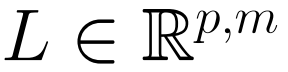 L ∈ ℝ^{p,m}